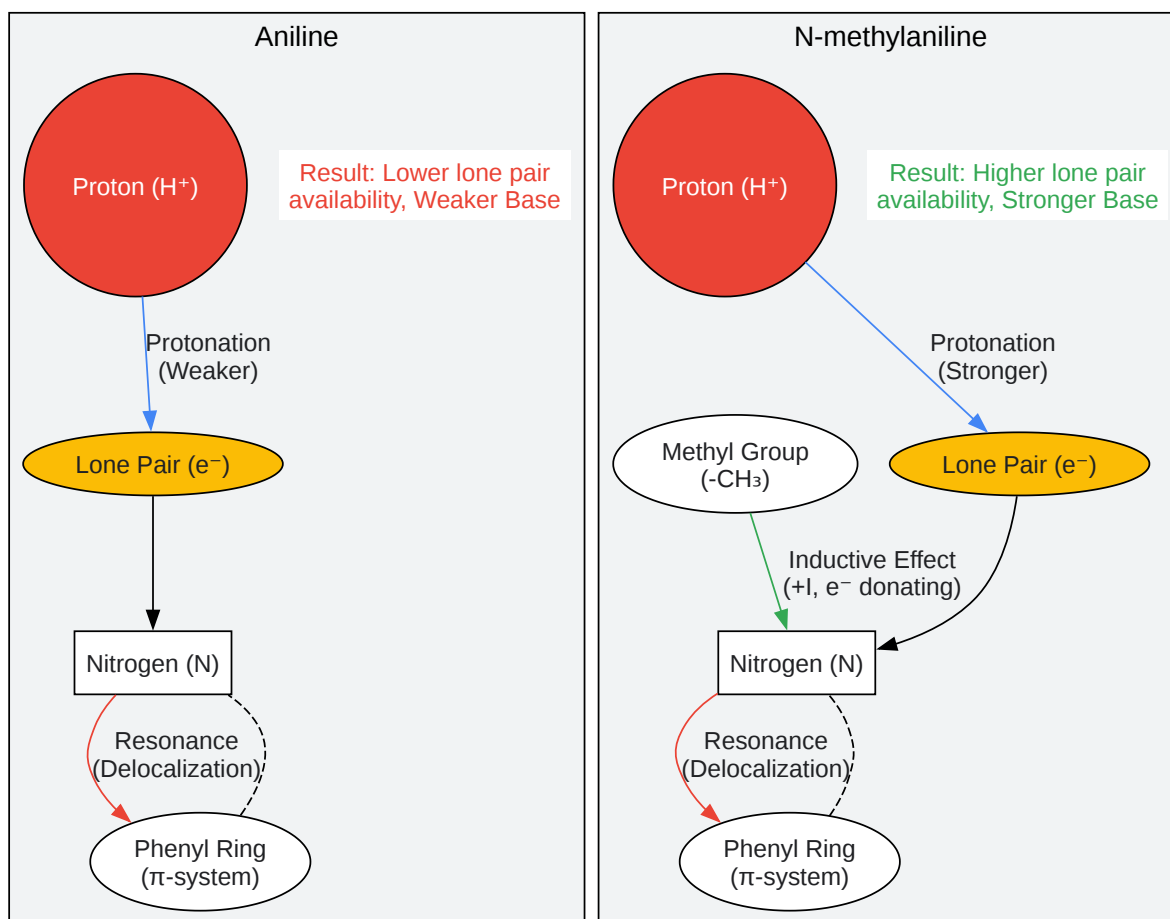 Aniline
Proton (H⁺)
Result: Lower lone pair
availability, Weaker Base
Protonation
(Weaker)
Lone Pair (e⁻)
Nitrogen (N)
Resonance
(Delocalization)
Phenyl Ring
(π-system)
N-methylaniline
Proton (H⁺)
Result: Higher lone pair
availability, Stronger Base
Protonation
(Stronger)
Methyl Group
(-CH₃)
Lone Pair (e⁻)
Inductive Effect
(+I, e⁻ donating)
Nitrogen (N)
Resonance
(Delocalization)
Phenyl Ring
(π-system)